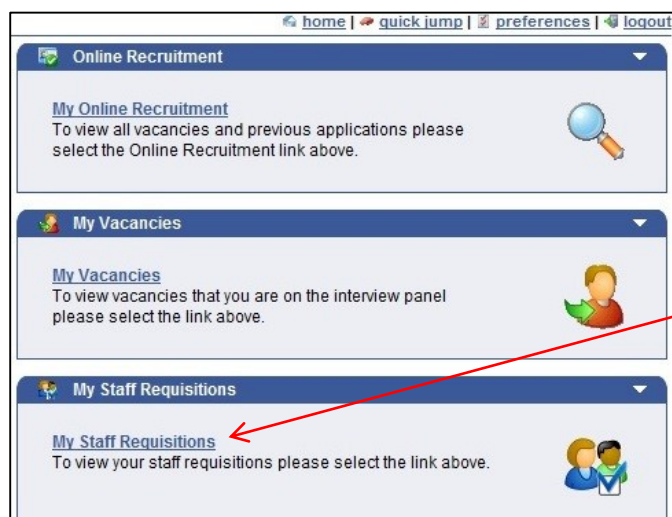 home | quick jump | preferences | logout
Online Recruitment
My Online Recruitment
To view all vacancies and previous applications please
select the Online Recruitment link above.
My Vacancies
My Vacancies
To view vacancies that you are on the interview panel
please select the link above.
My Staff Requisitions
My Staff Requisitions
To view your staff requisitions please select the link above.